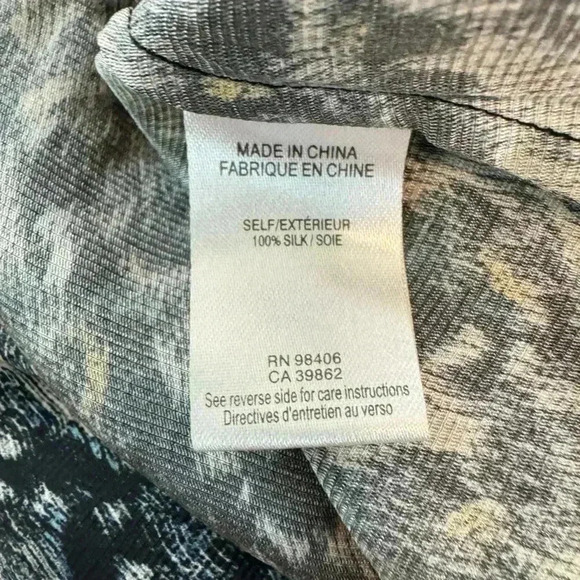 MADE IN CHINA
FABRIQUE EN CHINE
SELF/EXTÉRIEUR
100% SILK / SOIE
RN 98406
CA 39862
See reverse side for care instructions
Directives d'entretien au verso